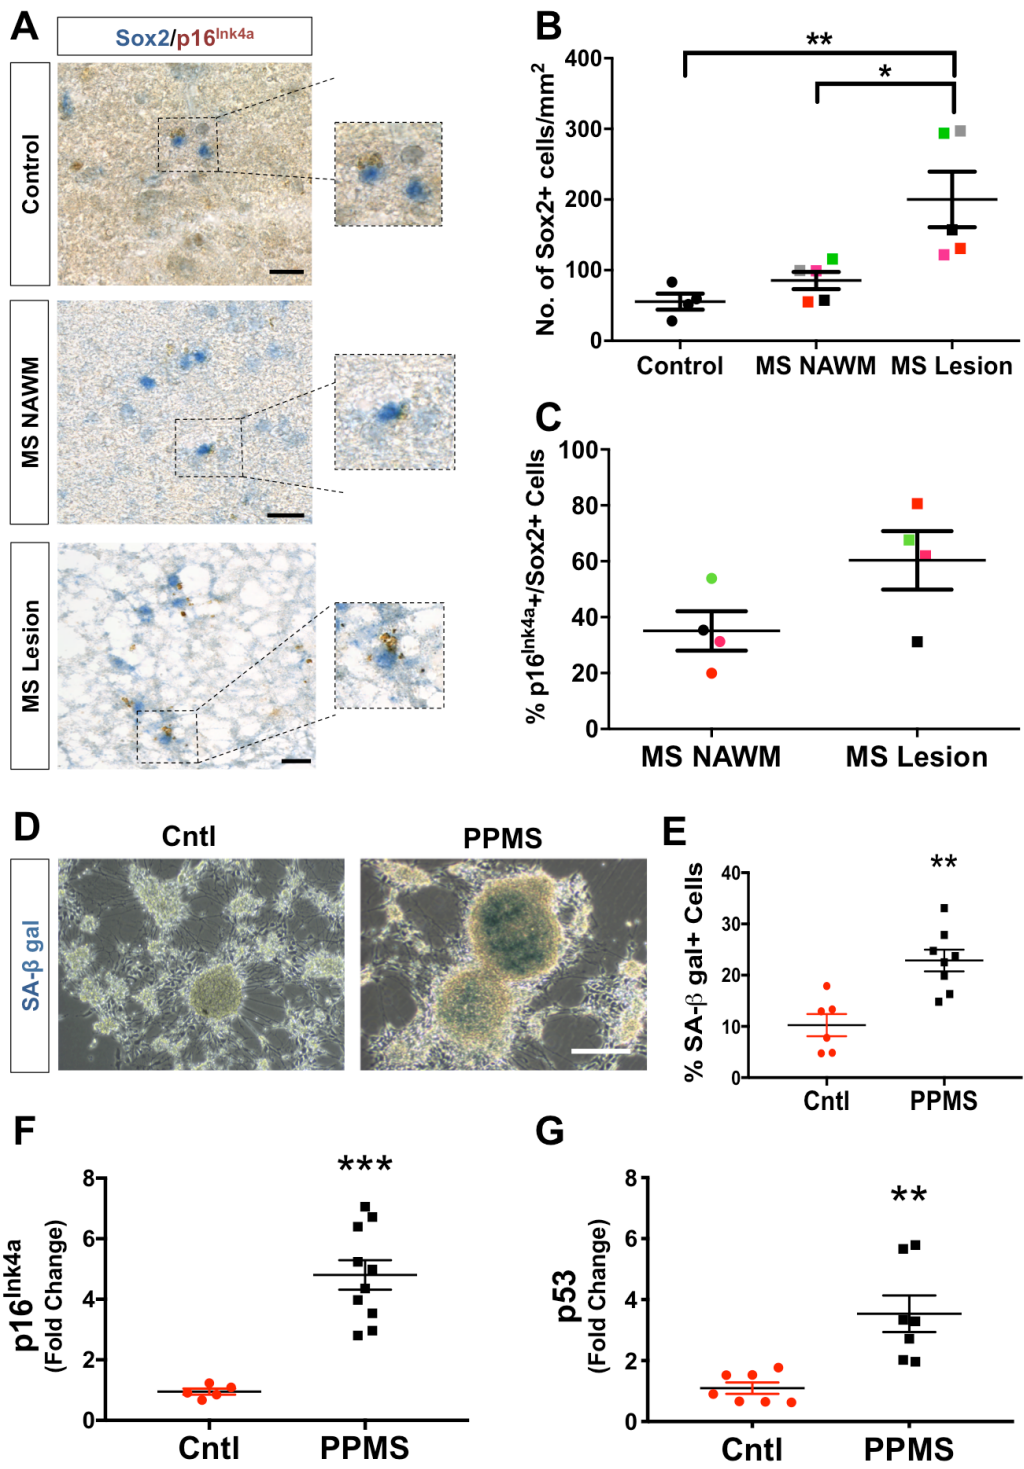 A
Sox2/p16Ink4a
Control
MS NAWM
MS Lesion
B
No. of Sox2+ cells/mm2
400
300
200
100
0
**
*
Control MS NAWM MS Lesion
C
% p16Ink4a+/Sox2+ Cells
100
80
60
40
20
0
MS NAWM MS Lesion
D
Cntl PPMS
SA-β gal
E
% SA-β gal+ Cells
40
30
20
10
0
**
Cntl PPMS
F
p16Ink4a
(Fold Change)
8
6
4
2
0
***
Cntl PPMS
G
p53
(Fold Change)
8
6
4
2
0
**
Cntl PPMS